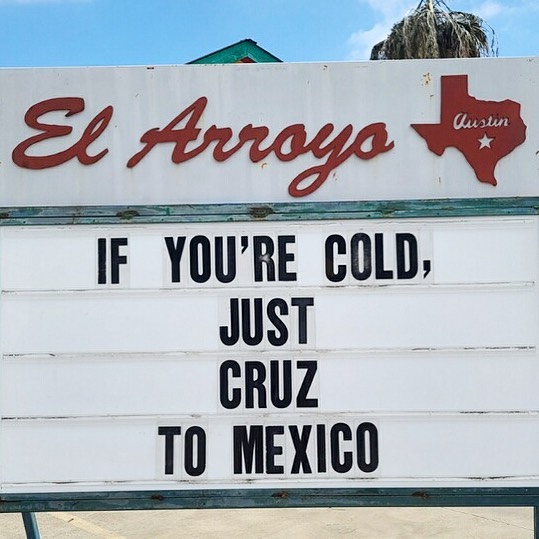 El Arroyo
Austin
IF YOU'RE COLD,
JUST
CRUZ
TO MEXICO